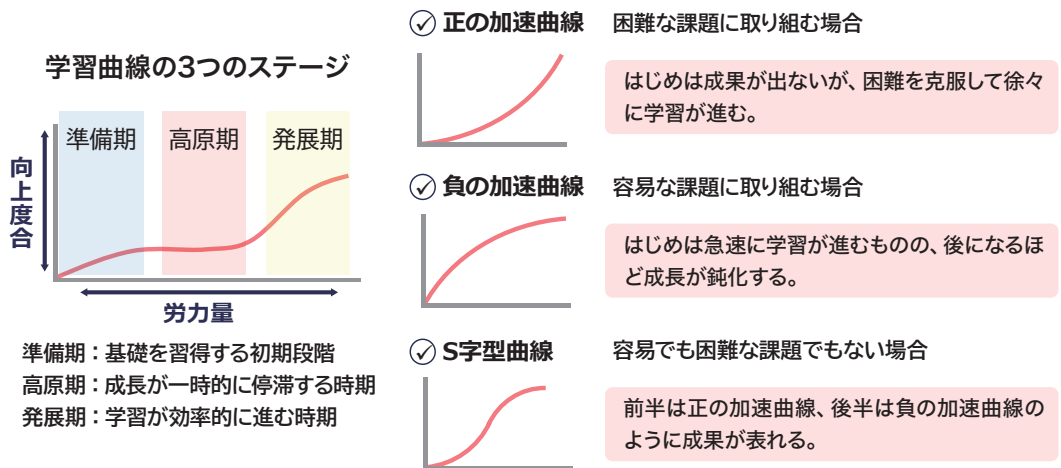 学習曲線の3つのステージ
準備期
高原期
発展期
向上度合
労力量
準備期：基礎を習得する初期段階
高原期：成長が一時的に停滞する時期
発展期：学習が効率的に進む時期
正の加速曲線
困難な課題に取り組む場合
はじめは成果が出ないが、困難を克服して徐々
に学習が進む。
負の加速曲線
容易な課題に取り組む場合
はじめは急速に学習が進むものの、後になるほ
ど成長が鈍化する。
S字型曲線
容易でも困難な課題でもない場合
前半は正の加速曲線、後半は負の加速曲線の
ように成果が表れる。